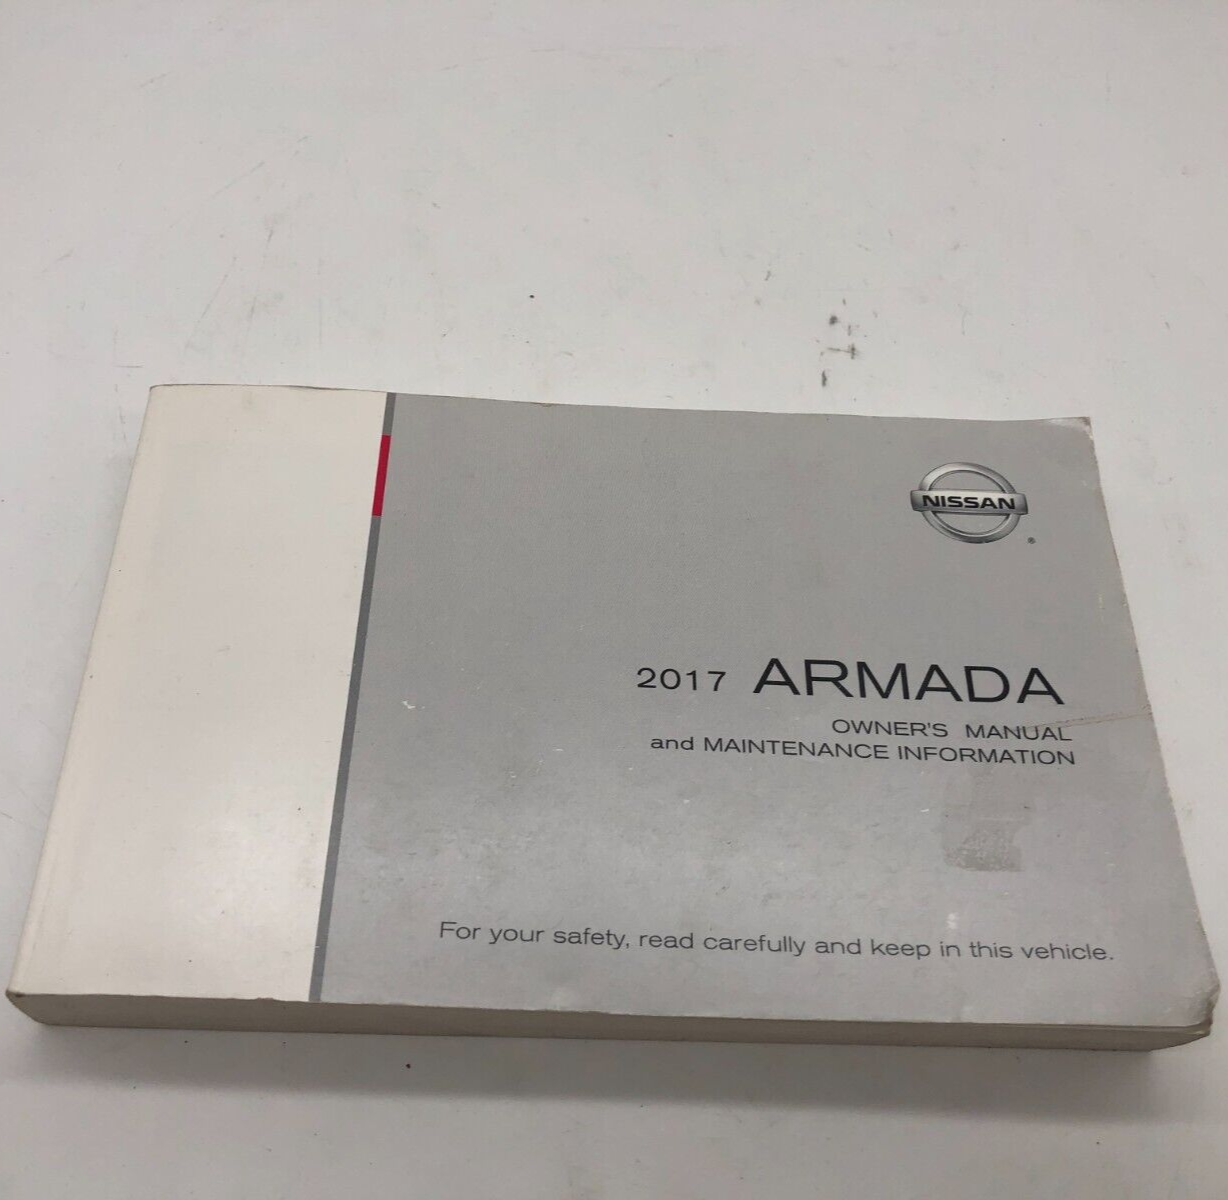 NISSAN
®
2017 ARMADA
OWNER'S MANUAL
and MAINTENANCE INFORMATION
For your safety, read carefully and keep in this vehicle.